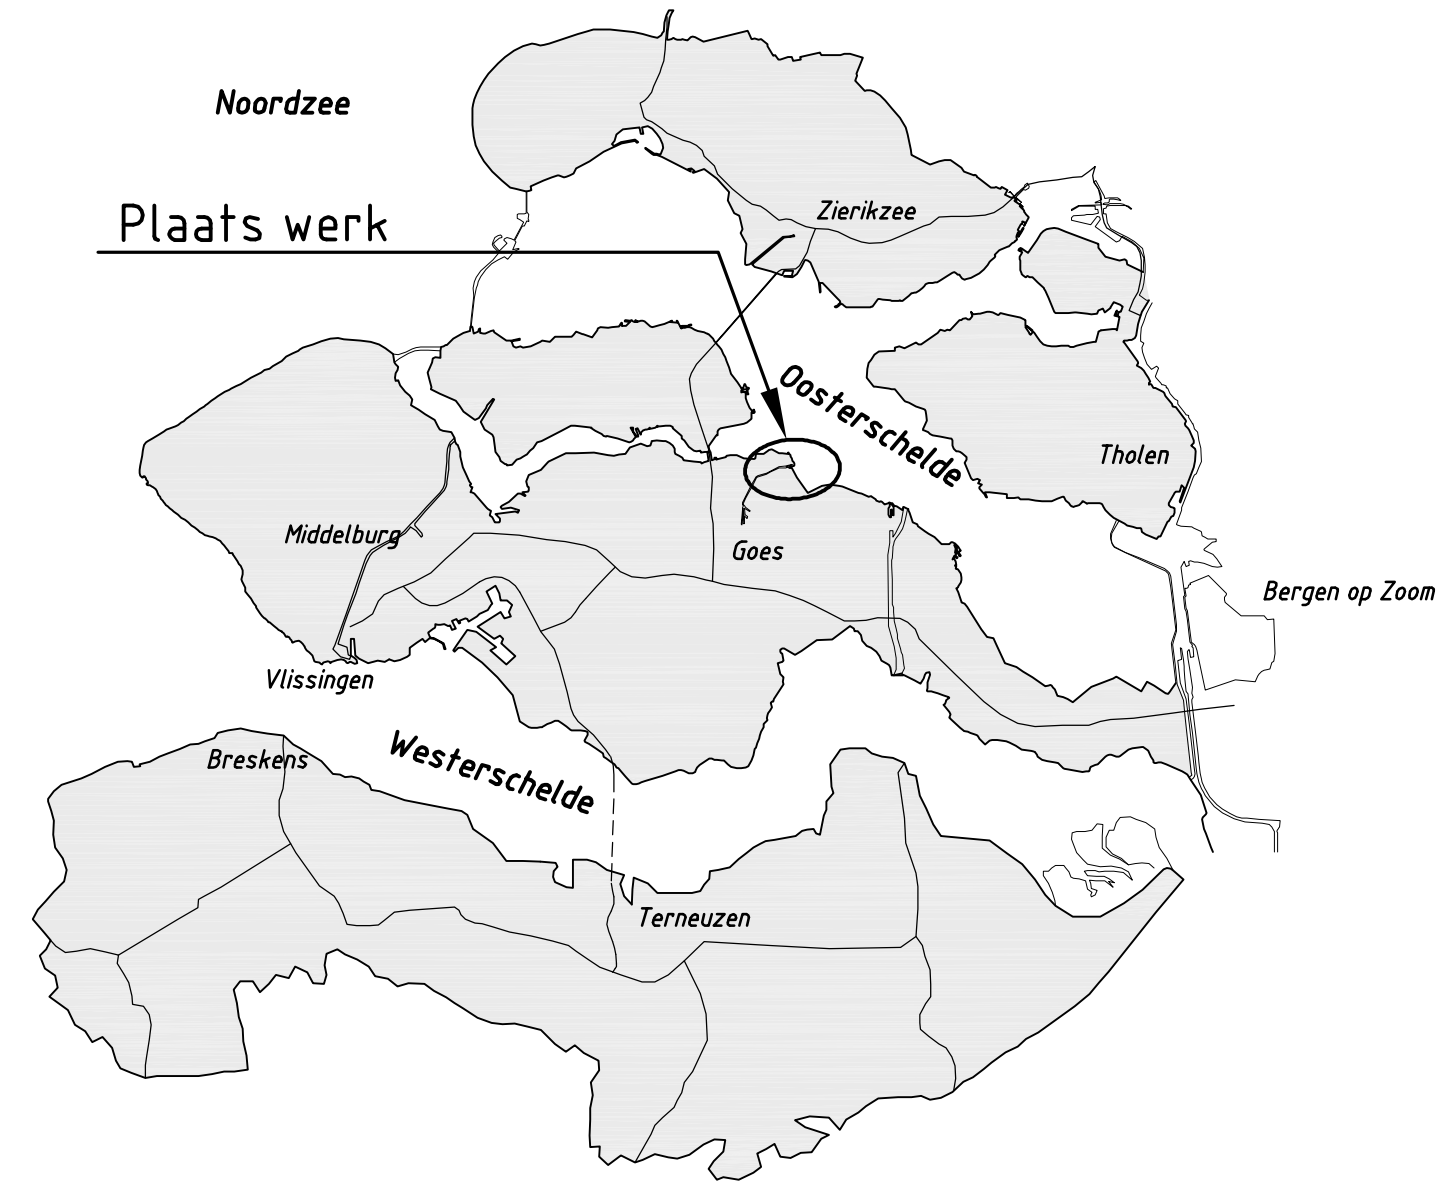 Noordzee
Plaats werk
Zierikzee
Oosterschelde
Tholen
Middelburg
Goes
Bergen op Zoom
Vlissingen
Westerschelde
Breskens
Terneuzen